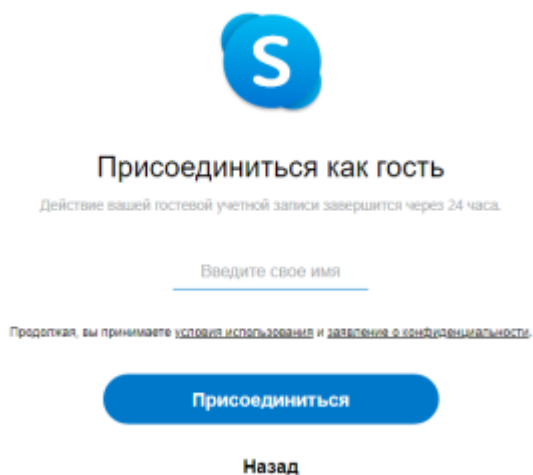 S
Присоединиться как гость
Действие вашей гостевой учетной записи завершится через 24 часа.
Введите свое имя
Продолжая, вы принимаете условия использования и заявление о конфиденциальности.
Присоединиться
Назад